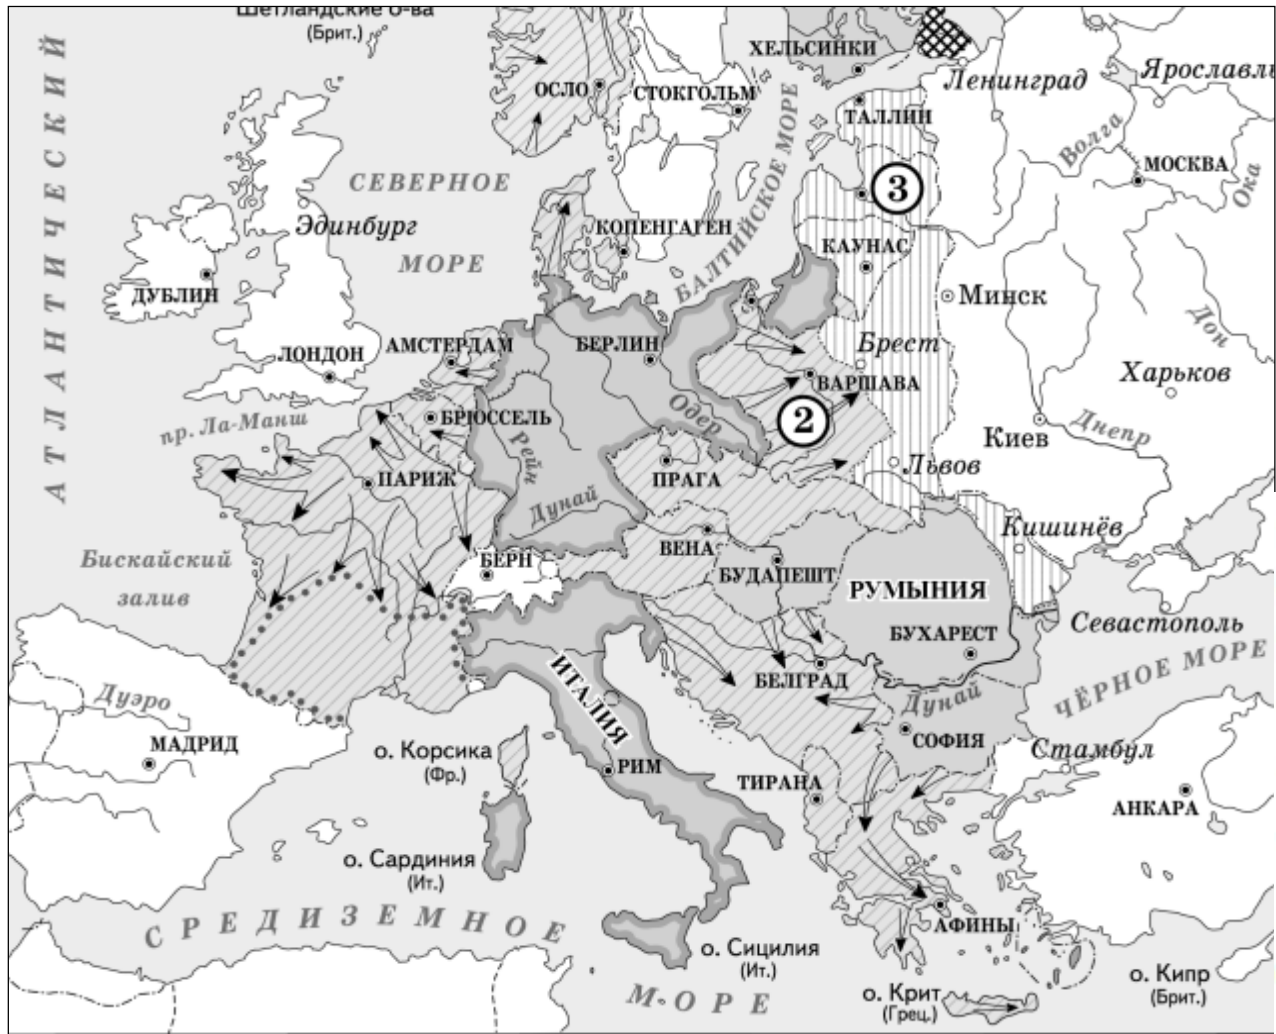 Шетландские о-ва
(Брит.)
ХЕЛЬСИНКИ
Ленинград
Ярославль
ОСЛО
СТОКГОЛЬМ
ТАЛЛИН
Волга
МОСКВА
Ока
АТЛАНТИЧЕСКИЙ
СЕВЕРНОЕ
МОРЕ
БАЛТИЙСКОЕ МОРЕ
3
Эдинбург
КОПЕНГАГЕН
КАУНАС
ДУБЛИН
Минск
Дон
ЛОНДОН
АМСТЕРДАМ
БЕРЛИН
Брест
ВАРШАВА
Харьков
пр. Ла-Манш
БРЮССЕЛЬ
Рейн
Одер
2
Киев
Днепр
ПАРИЖ
ПРАГА
Львов
Дунай
Кишинёв
Бискайский
залив
БЕРН
ВЕНА
БУДАПЕШТ
РУМЫНИЯ
БУХАРЕСТ
Севастополь
ЧЁРНОЕ МОРЕ
ИТАЛИЯ
БЕЛГРАД
Дунай
СОФИЯ
Дуэро
МАДРИД
о. Корсика
(Фр.)
РИМ
ТИРАНА
Стамбул
АНКАРА
о. Сардиния
(Ит.)
СРЕДИЗЕМНОЕ
МОРЕ
о. Сицилия
(Ит.)
АФИНЫ
о. Крит
(Грец.)
о. Кипр
(Брит.)